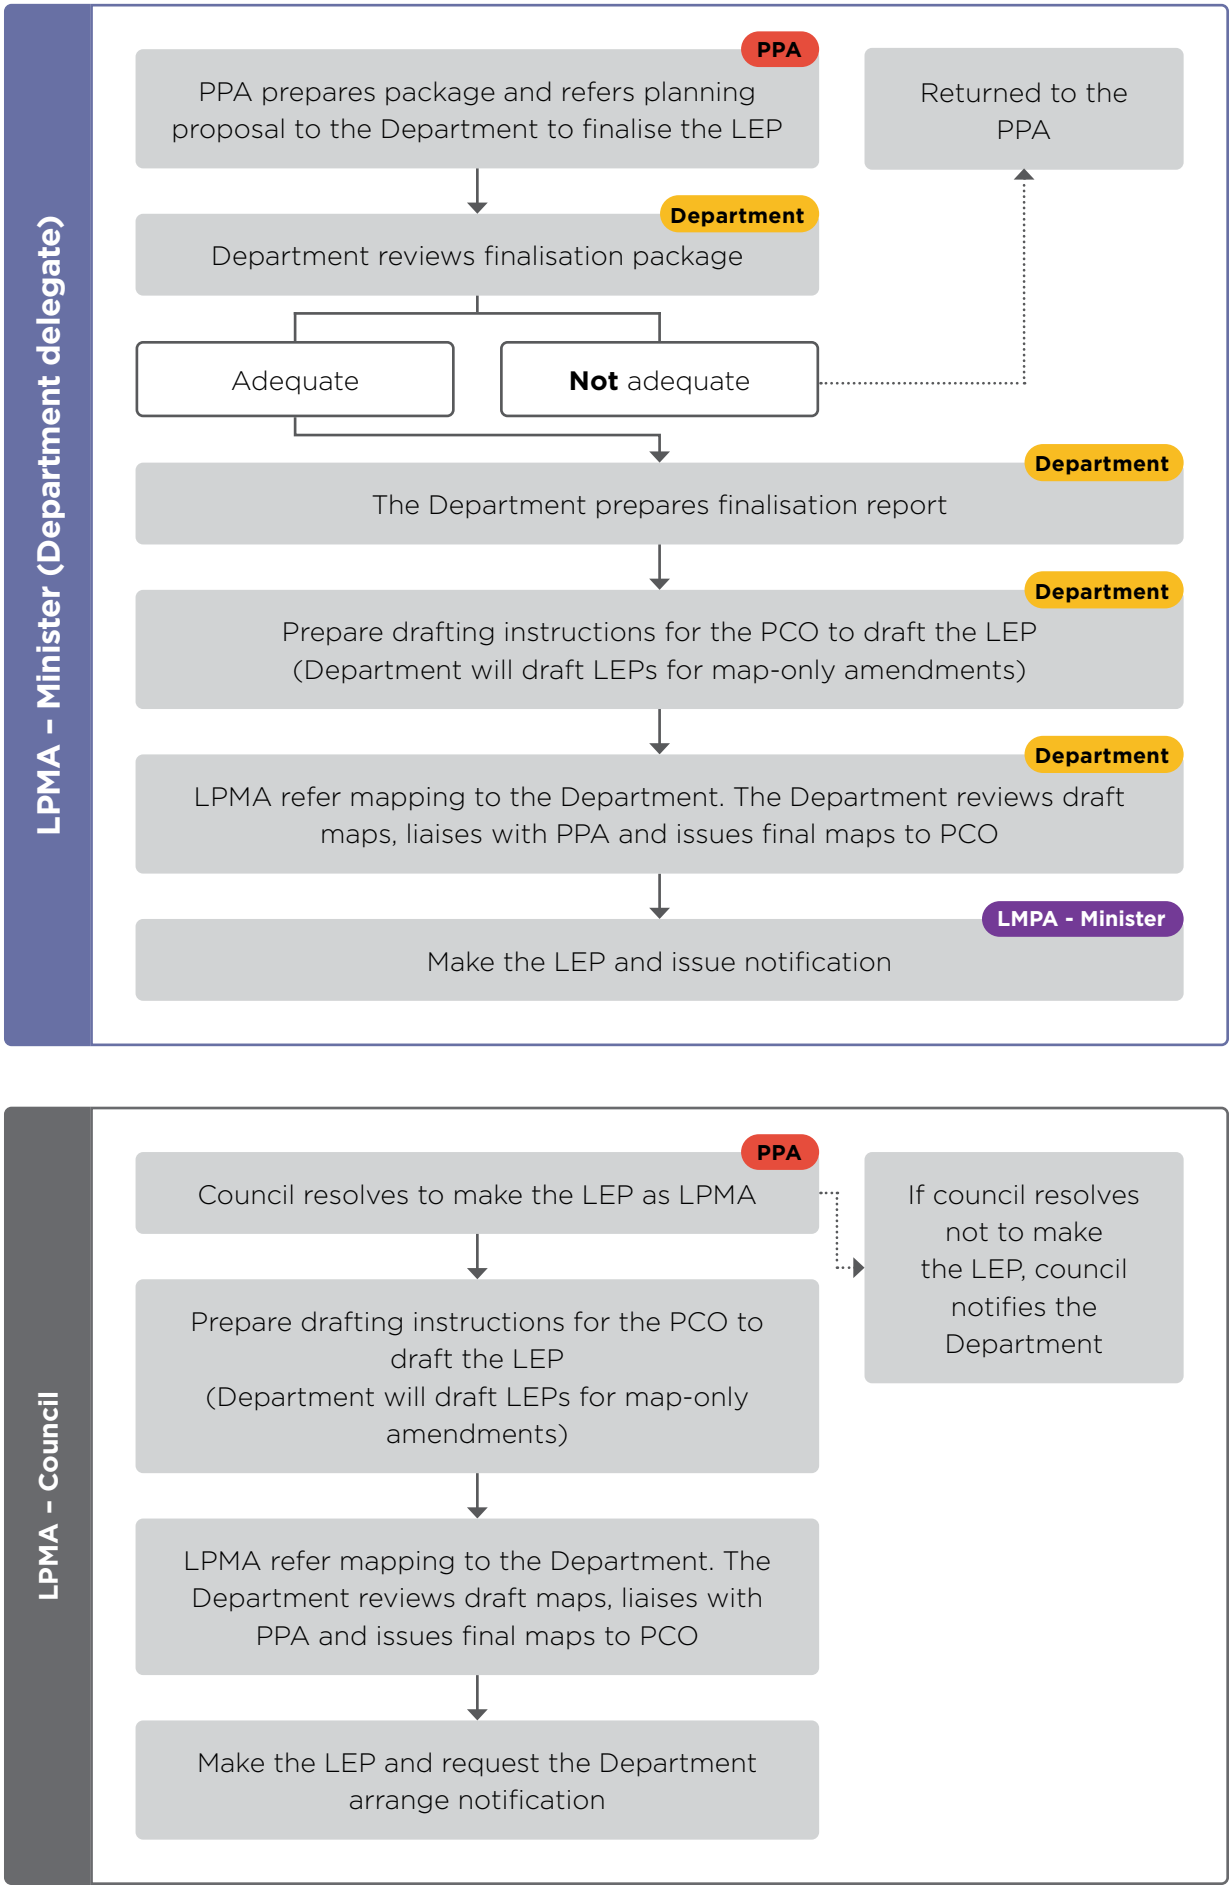 LPMA – Minister (Department delegate)
PPA
PPA prepares package and refers planning
proposal to the Department to finalise the LEP
Returned to the
PPA
Department
Department reviews finalisation package
Adequate
Not adequate
Department
The Department prepares finalisation report
Department
Prepare drafting instructions for the PCO to draft the LEP
(Department will draft LEPs for map-only amendments)
Department
LPMA refer mapping to the Department. The Department reviews draft
maps, liaises with PPA and issues final maps to PCO
LMPA - Minister
Make the LEP and issue notification
LPMA – Council
PPA
Council resolves to make the LEP as LPMA
If council resolves
not to make
the LEP, council
notifies the
Department
Prepare drafting instructions for the PCO to
draft the LEP
(Department will draft LEPs for map-only
amendments)
LPMA refer mapping to the Department. The
Department reviews draft maps, liaises with
PPA and issues final maps to PCO
Make the LEP and request the Department
arrange notification